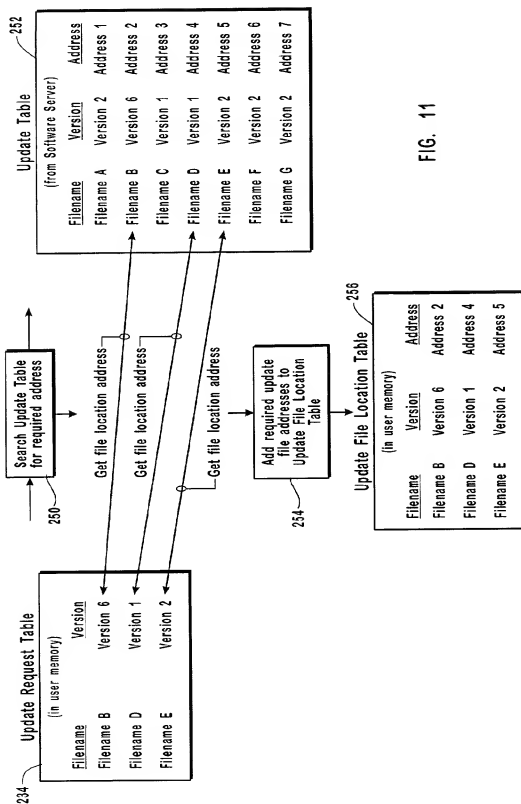 250
Search Update Table
for required address
234
Update Request Table
(in user memory)
Filename Version
Filename B Version 6
Filename D Version 1
Filename E Version 2
Get file location address
Get file location address
Get file location address
252
Update Table
(from Software Server)
Filename Version Address
Filename A Version 2 Address 1
Filename B Version 6 Address 2
Filename C Version 1 Address 3
Filename D Version 1 Address 4
Filename E Version 2 Address 5
Filename F Version 2 Address 6
Filename G Version 2 Address 7
254
Add required update
file addresses to
Update File Location
Table
256
Update File Location Table
(in user memory)
Filename Version Address
Filename B Version 6 Address 2
Filename D Version 1 Address 4
Filename E Version 2 Address 5
FIG. 11